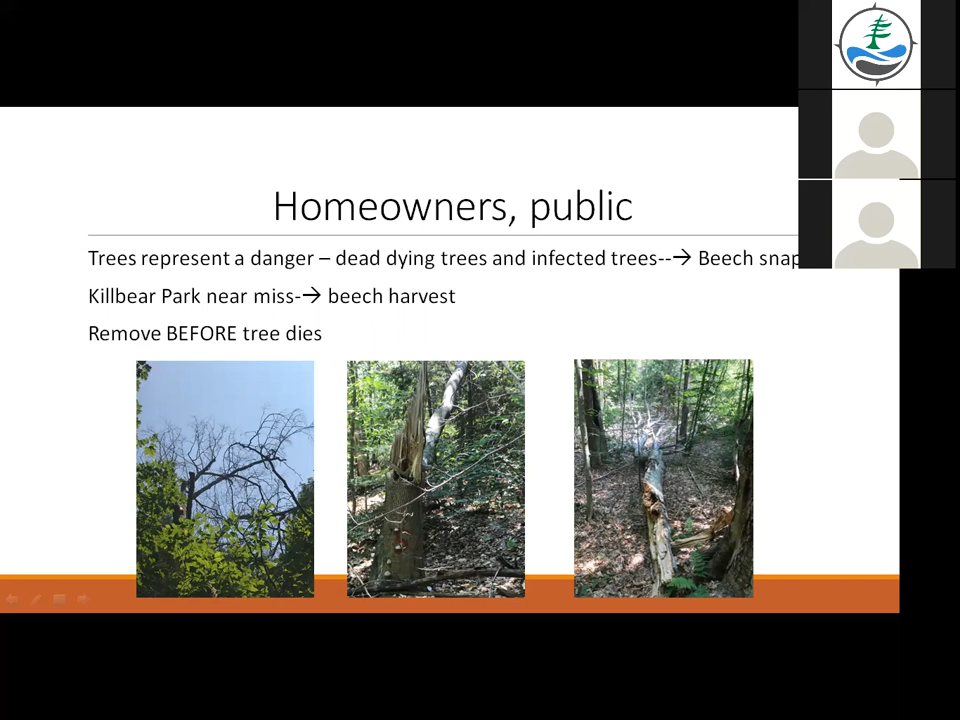 Homeowners, public
Trees represent a danger – dead dying trees and infected trees--→ Beech snap
Killbear Park near miss-→ beech harvest
Remove BEFORE tree dies